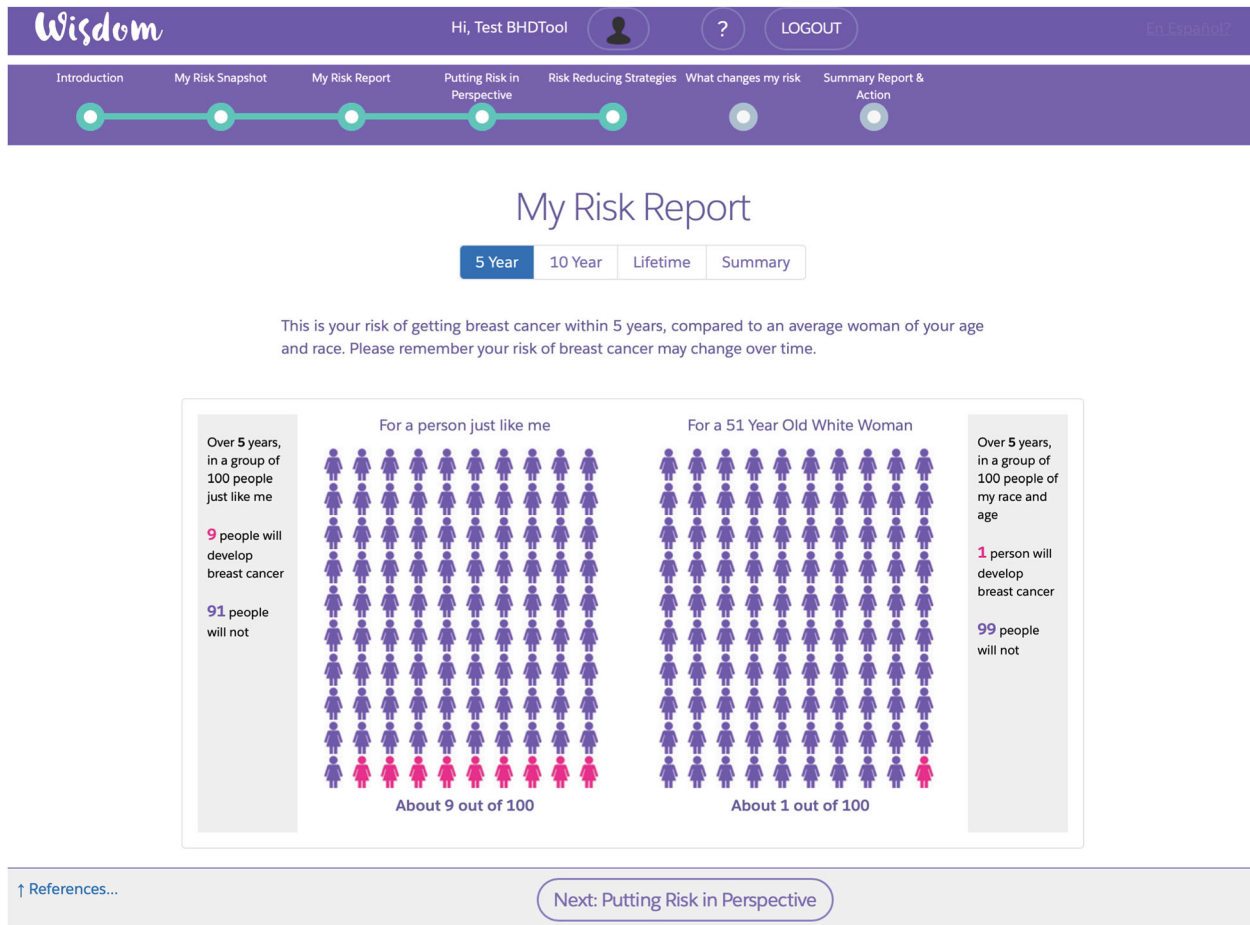 Wisdom
Hi, Test BHDTool
?
LOGOUT
En Español?
Introduction
My Risk Snapshot
My Risk Report
Putting Risk in
Perspective
Risk Reducing Strategies
What changes my risk
Summary Report &
Action
My Risk Report
5 Year
10 Year
Lifetime
Summary
This is your risk of getting breast cancer within 5 years, compared to an average woman of your age
and race. Please remember your risk of breast cancer may change over time.
Over 5 years,
in a group of
100 people
just like me
9 people will
develop
breast cancer
91 people
will not
For a person just like me
About 9 out of 100
For a 51 Year Old White Woman
About 1 out of 100
Over 5 years,
in a group of
100 people of
my race and
age
1 person will
develop
breast cancer
99 people
will not
↑ References...
Next: Putting Risk in Perspective